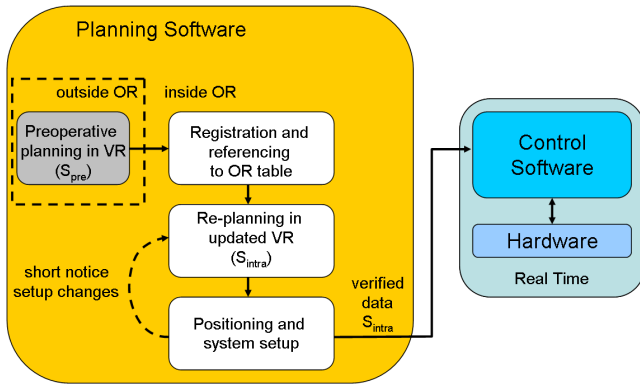 Planning Software
outside OR
inside OR
Preoperative
planning in VR
(Spre)
Registration and
referencing
to OR table
Re-planning in
updated VR
(Sintra)
short notice
setup changes
Positioning and
system setup
verified
data
Sintra
Control
Software
Hardware
Real Time